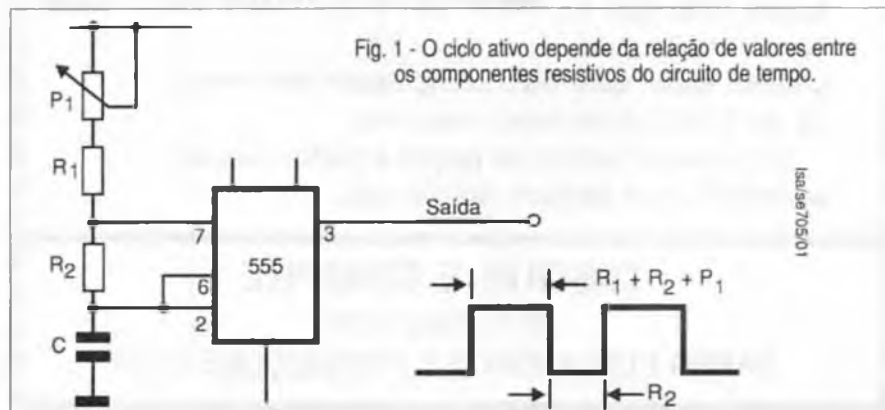 Fig. 1 - O ciclo ativo depende da relação de valores entre
os componentes resistivos do circuito de tempo.
P1
R1
R2
C
7
6
2
555
3
Saída
R1 + R2 + P1
R2
Isa/se705/01